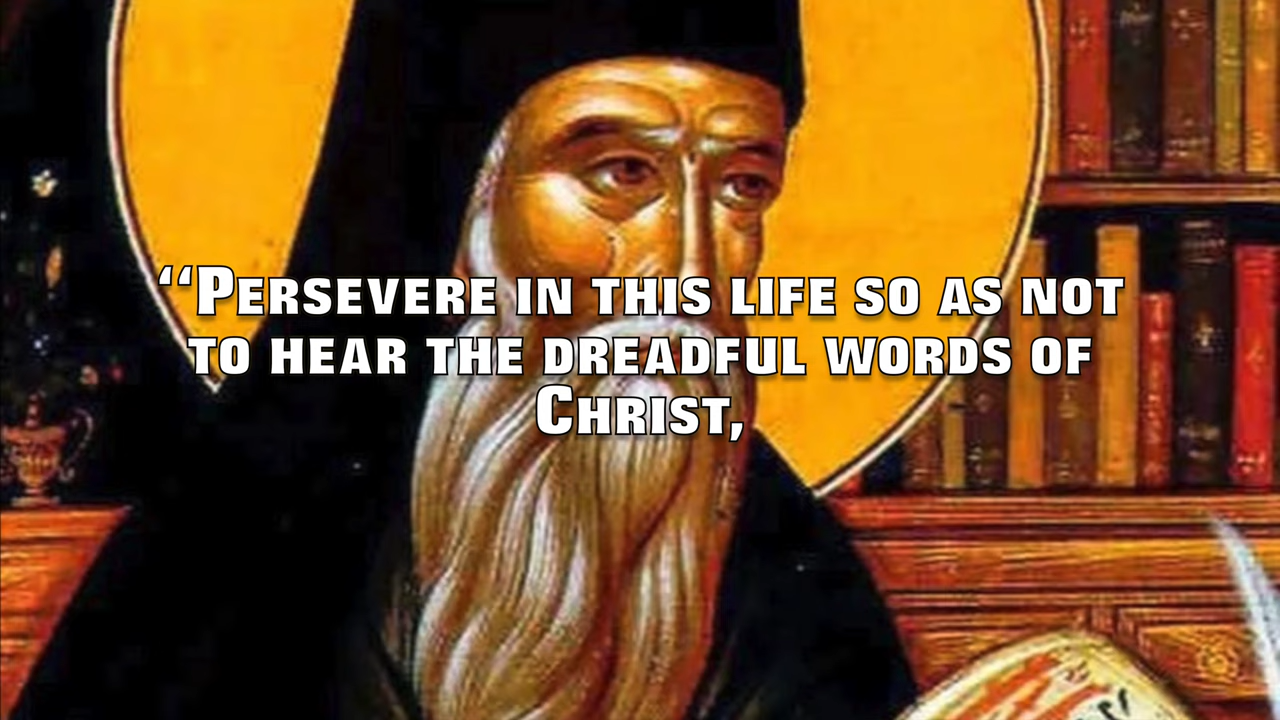 “Persevere in this life so as not
to hear the dreadful words of
Christ,